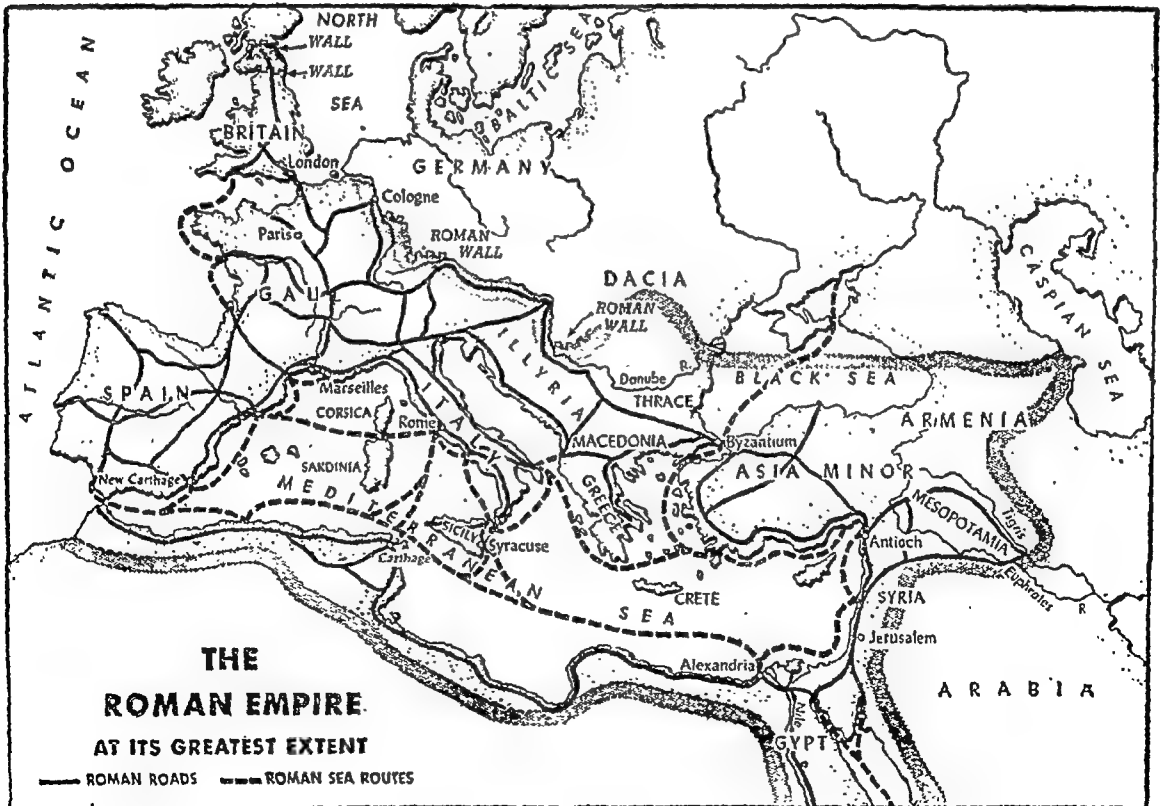 NORTH
WALL
WALL
SEA
BALTIC SEA
ATLANTIC OCEAN
BRITAIN
London
GERMANY
Cologne
Paris
ROMAN
WALL
GAU
DACIA
ROMAN
WALL
CASPIAN SEA
ILLYRIA
Danube R.
BLACK SEA
THRACE
SPAIN
Marseilles
ITALY
CORSICA
Rome
ARMENIA
MACEDONIA
Byzantium
SARDINIA
ASIA MINOR
New Carthage
MEDITERRANEAN SEA
GREECE
MESOPOTAMIA
Tigris
SICILY
Syracuse
Carthage
Antioch
Euphrates R
CRETE
SYRIA
Jerusalem
Alexandria
ARABIA
Nile
GYPT
THE
ROMAN EMPIRE
AT ITS GREATEST EXTENT
ROMAN ROADS
ROMAN SEA ROUTES